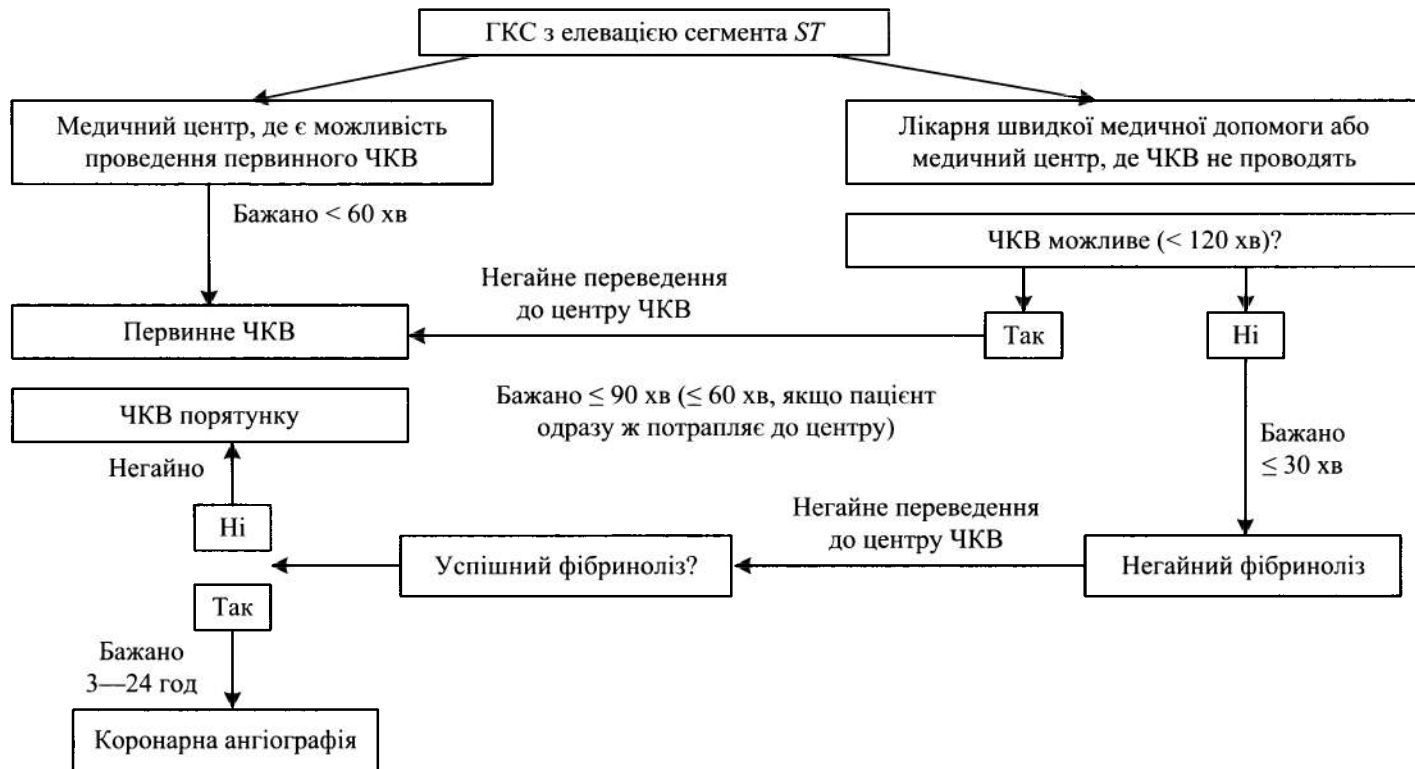 ГКС з елевацією сегмента ST
Медичний центр, де є можливість
проведення первинного ЧКВ
Лікарня швидкої медичної допомоги або
медичний центр, де ЧКВ не проводять
Бажано < 60 хв
ЧКВ можливе (< 120 хв)?
Негайне переведення
до центру ЧКВ
Первинне ЧКВ
Так
Ні
Бажано ≤ 90 хв (≤ 60 хв, якщо пацієнт
одразу ж потрапляє до центру)
ЧКВ порятунку
Бажано
≤ 30 хв
Негайно
Ні
Негайне переведення
до центру ЧКВ
Успішний фібриноліз?
Негайний фібриноліз
Так
Бажано
3—24 год
Коронарна ангіографія